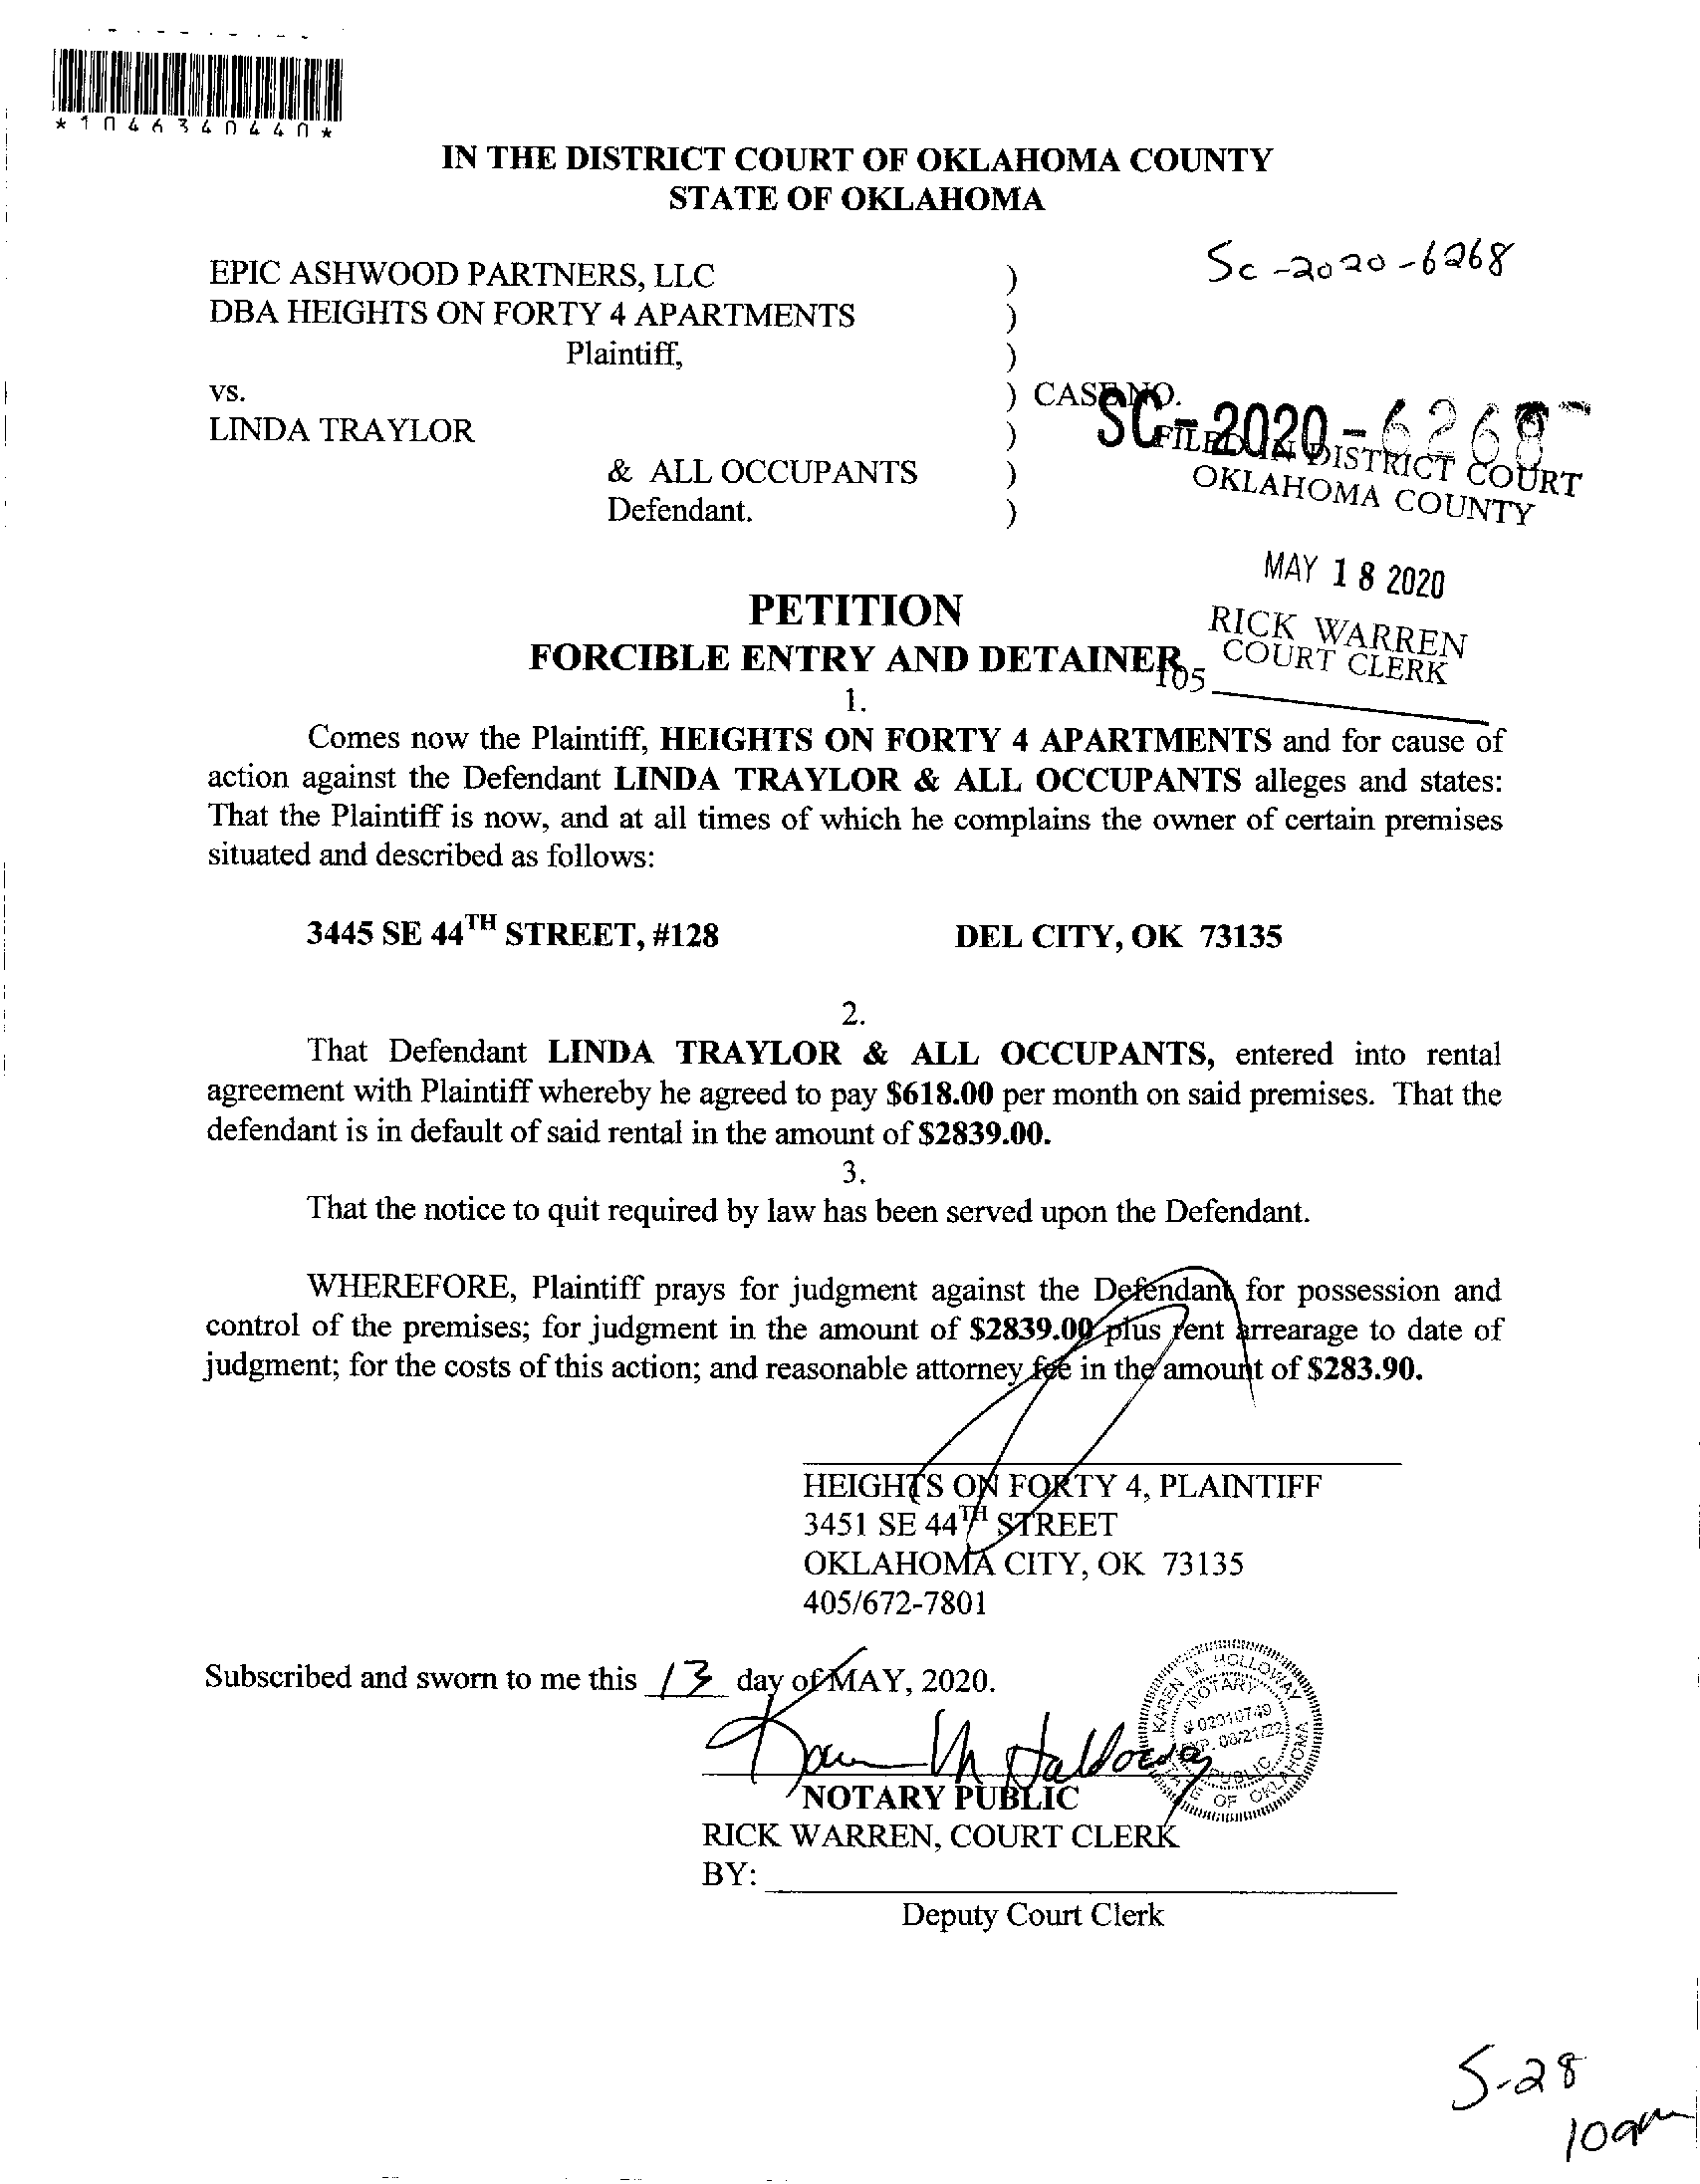 *1046340440*
IN THE DISTRICT COURT OF OKLAHOMA COUNTY
STATE OF OKLAHOMA
Sc-2020-6268
EPIC ASHWOOD PARTNERS, LLC )
DBA HEIGHTS ON FORTY 4 APARTMENTS )
Plaintiff, )
vs. ) CASE NO.
SC-2020-6268
LINDA TRAYLOR )
& ALL OCCUPANTS )
Defendant. )
FILED IN DISTRICT COURT
OKLAHOMA COUNTY
MAY 18 2020
RICK WARREN
COURT CLERK
105
PETITION
FORCIBLE ENTRY AND DETAINER
1.
Comes now the Plaintiff, HEIGHTS ON FORTY 4 APARTMENTS and for cause of
action against the Defendant LINDA TRAYLOR & ALL OCCUPANTS alleges and states:
That the Plaintiff is now, and at all times of which he complains the owner of certain premises
situated and described as follows:
3445 SE 44TH STREET, #128 DEL CITY, OK 73135
2.
That Defendant LINDA TRAYLOR & ALL OCCUPANTS, entered into rental
agreement with Plaintiff whereby he agreed to pay $618.00 per month on said premises. That the
defendant is in default of said rental in the amount of $2839.00.
3.
That the notice to quit required by law has been served upon the Defendant.
WHEREFORE, Plaintiff prays for judgment against the Defendant for possession and
control of the premises; for judgment in the amount of $2839.00 plus rent arrearage to date of
judgment; for the costs of this action; and reasonable attorney fee in the amount of $283.90.
HEIGHTS ON FORTY 4, PLAINTIFF
3451 SE 44TH STREET
OKLAHOMA CITY, OK 73135
405/672-7801
Subscribed and sworn to me this 13 day of MAY, 2020.
Karen M Holloway
KAREN M. HOLLOWAY
NOTARY
# 02010749
EXP. 08/21/22
PUBLIC
STATE OF OKLAHOMA
NOTARY PUBLIC
RICK WARREN, COURT CLERK
BY:
Deputy Court Clerk
5-28
10am